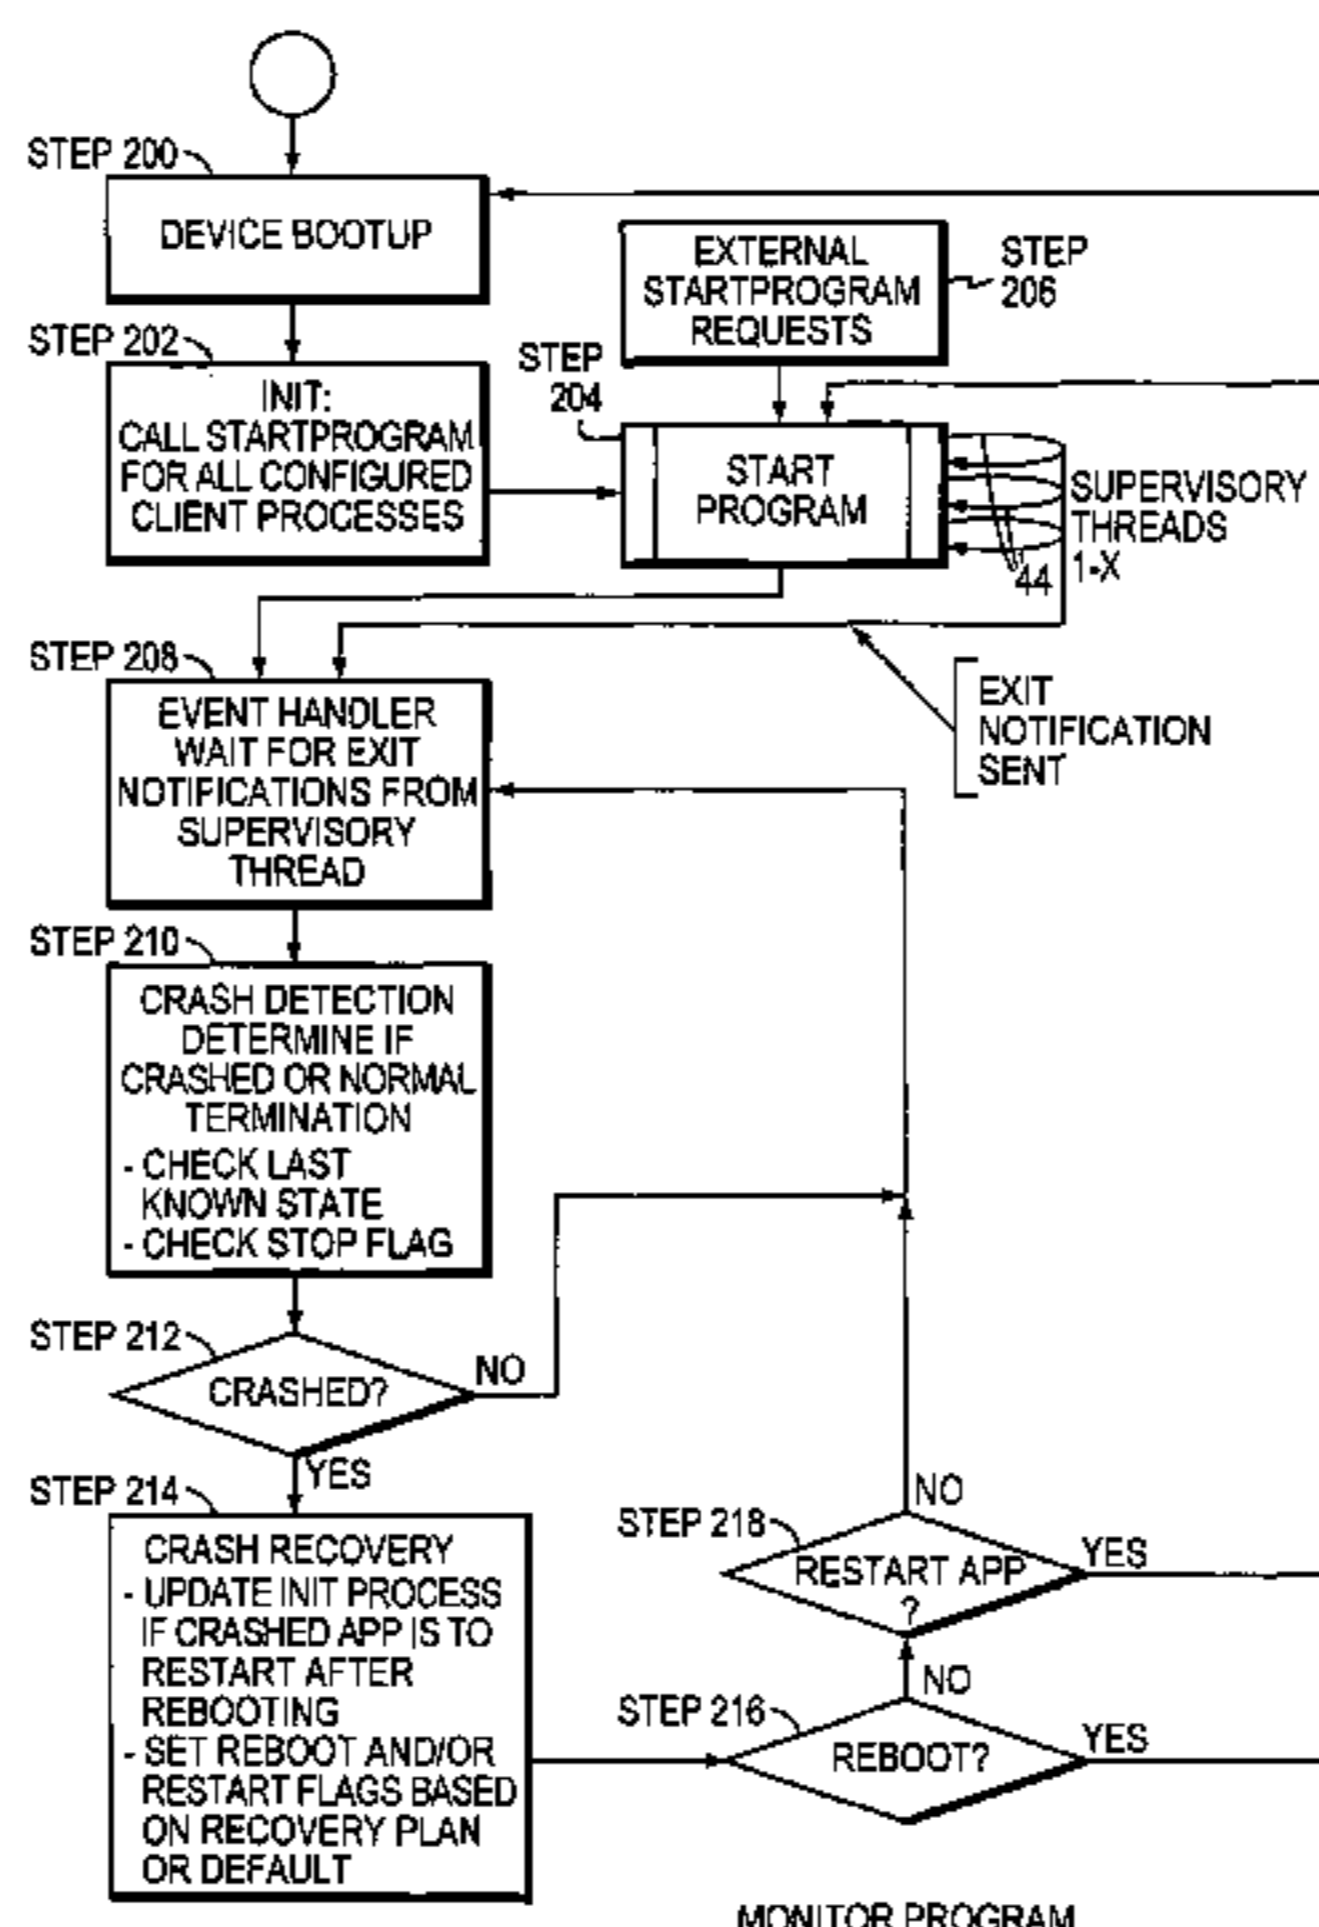 STEP 200
DEVICE BOOTUP
EXTERNAL
STARTPROGRAM
REQUESTS
STEP
206
STEP 202
INIT:
CALL STARTPROGRAM
FOR ALL CONFIGURED
CLIENT PROCESSES
STEP
204
START
PROGRAM
SUPERVISORY
THREADS
1-X
44
STEP 208
EVENT HANDLER
WAIT FOR EXIT
NOTIFICATIONS FROM
SUPERVISORY
THREAD
EXIT
NOTIFICATION
SENT
STEP 210
CRASH DETECTION
DETERMINE IF
CRASHED OR NORMAL
TERMINATION
- CHECK LAST
KNOWN STATE
- CHECK STOP FLAG
STEP 212
CRASHED?
NO
YES
STEP 214
CRASH RECOVERY
- UPDATE INIT PROCESS
IF CRASHED APP IS TO
RESTART AFTER
REBOOTING
- SET REBOOT AND/OR
RESTART FLAGS BASED
ON RECOVERY PLAN
OR DEFAULT
NO
STEP 218
RESTART APP
?
YES
NO
STEP 216
REBOOT?
YES
MONITOR PROGRAM